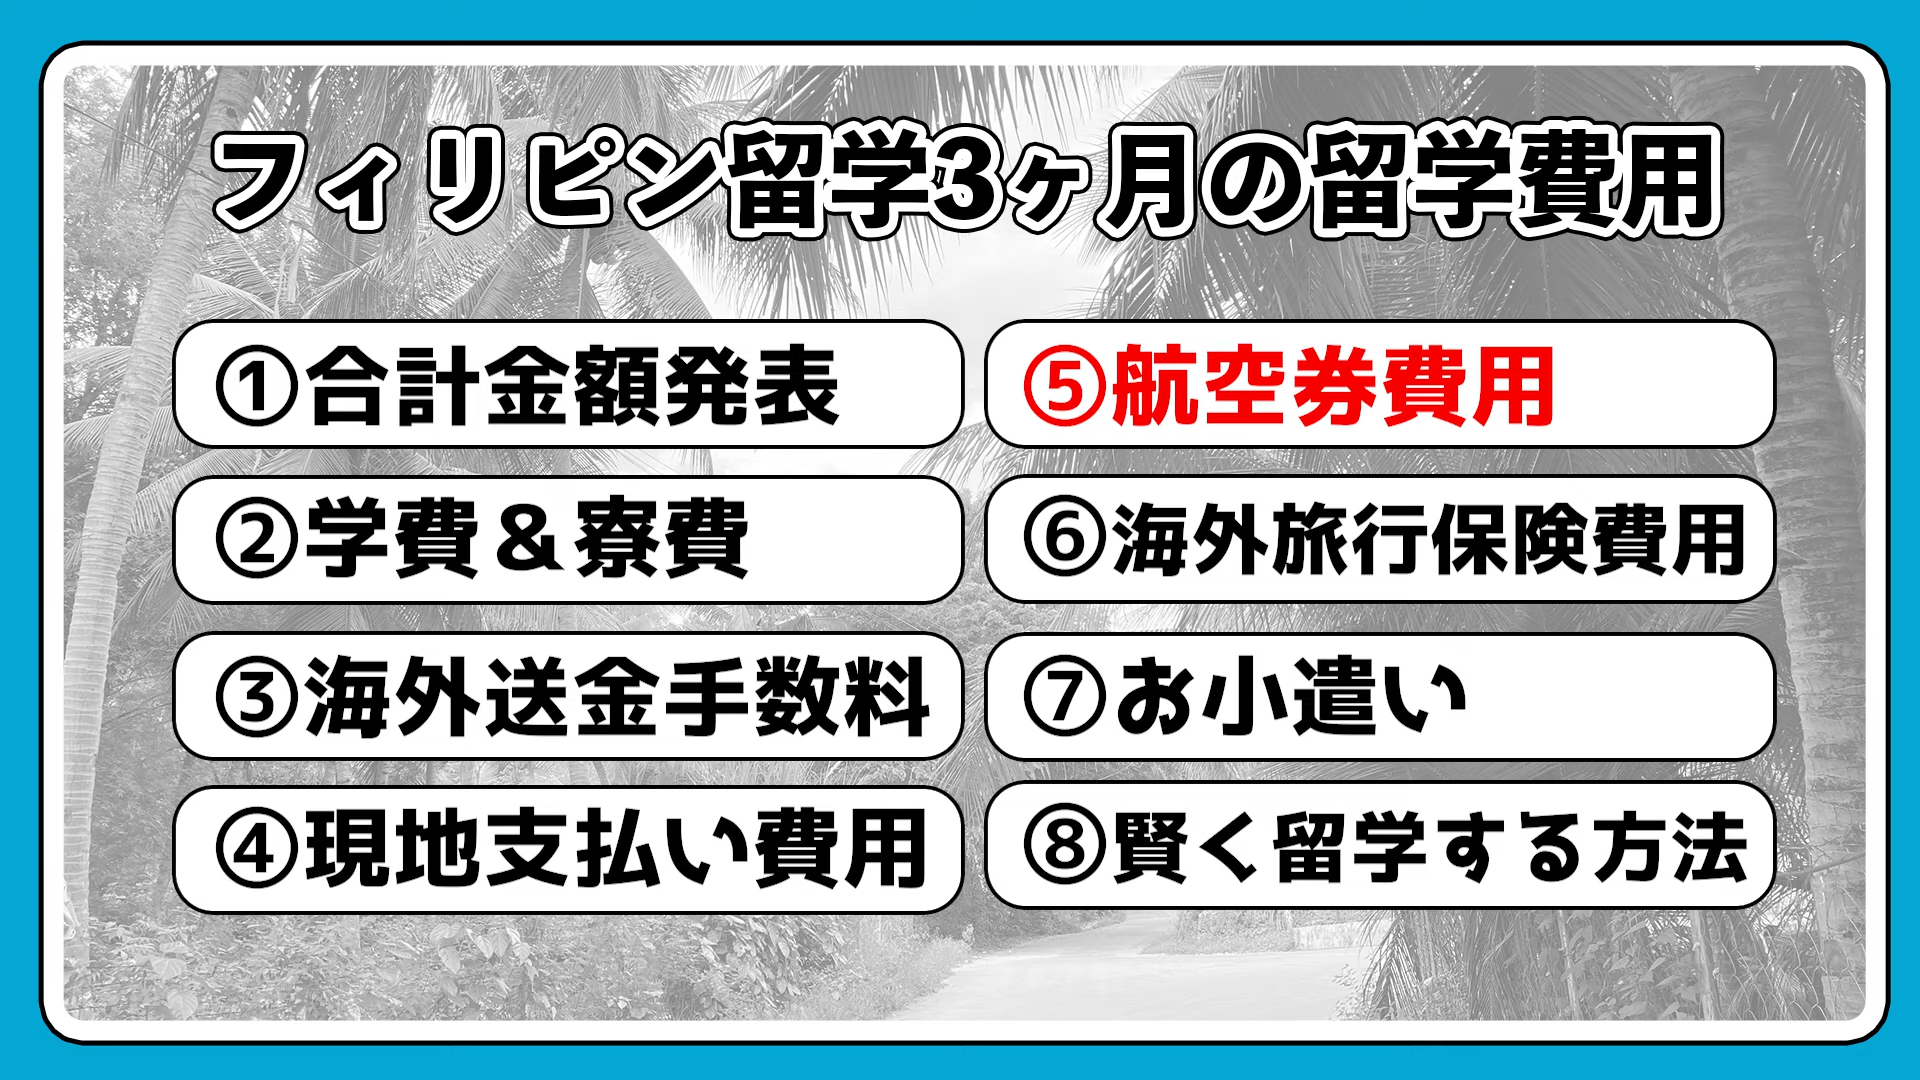 フィリピン留学3ヶ月の留学費用
①合計金額発表
②学費＆寮費
③海外送金手数料
④現地支払い費用
⑤航空券費用
⑥海外旅行保険費用
⑦お小遣い
⑧賢く留学する方法